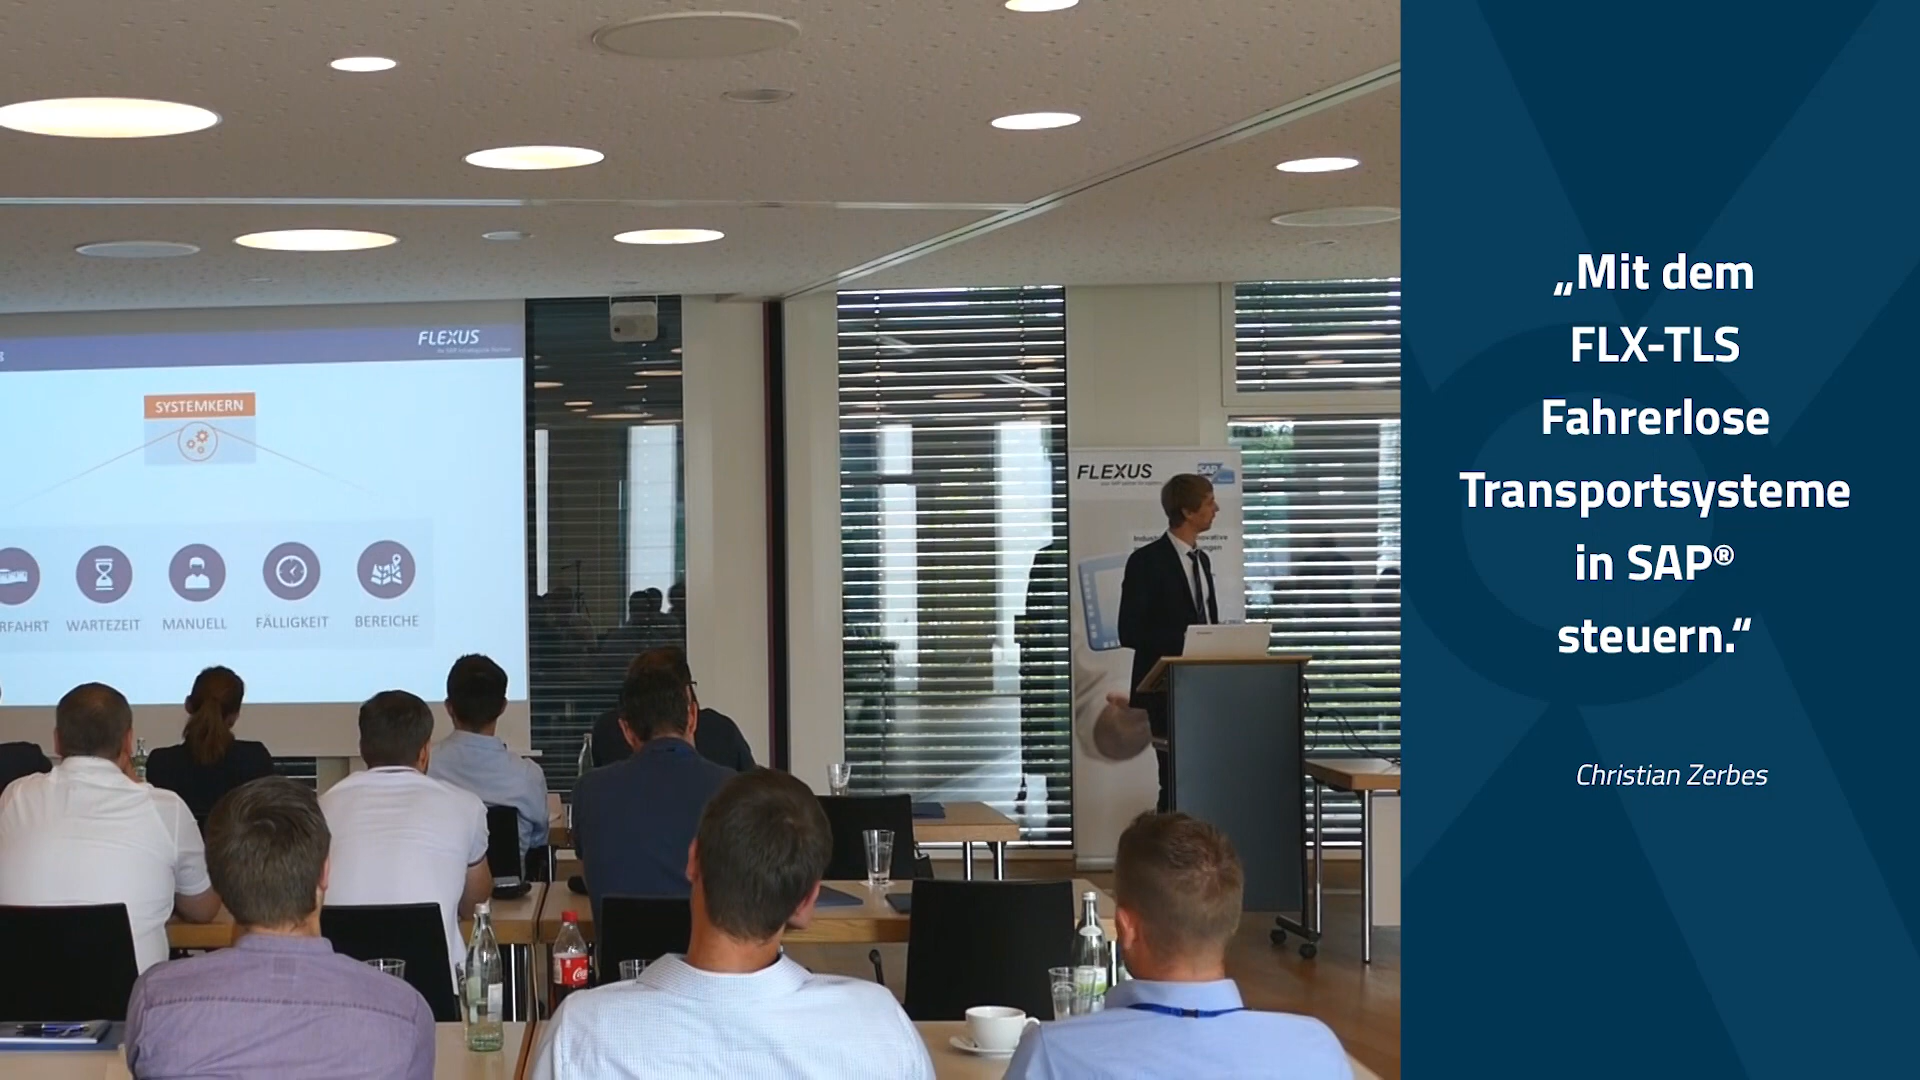 FLEXUS
SYSTEMKERN
RFAHRT WARTEZEIT MANUELL FÄLLIGKEIT BEREICHE
FLEXUS
SAP
„Mit dem
FLX-TLS
Fahrerlose
Transportsysteme
in SAP®
steuern.“
Christian Zerbes